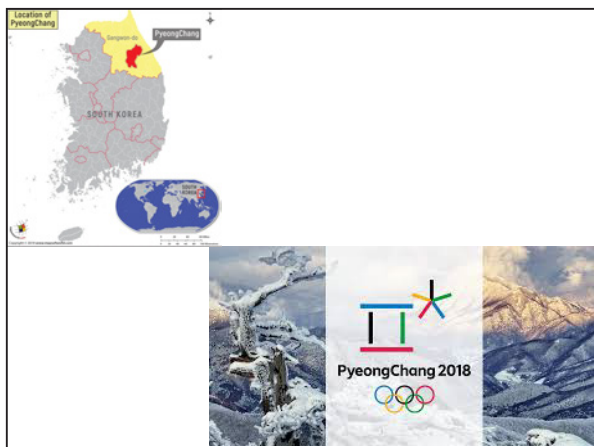 Location of
PyeongChang
Gangwon-do
PyeongChang
SOUTH KOREA
SOUTH
KOREA
PyeongChang 2018